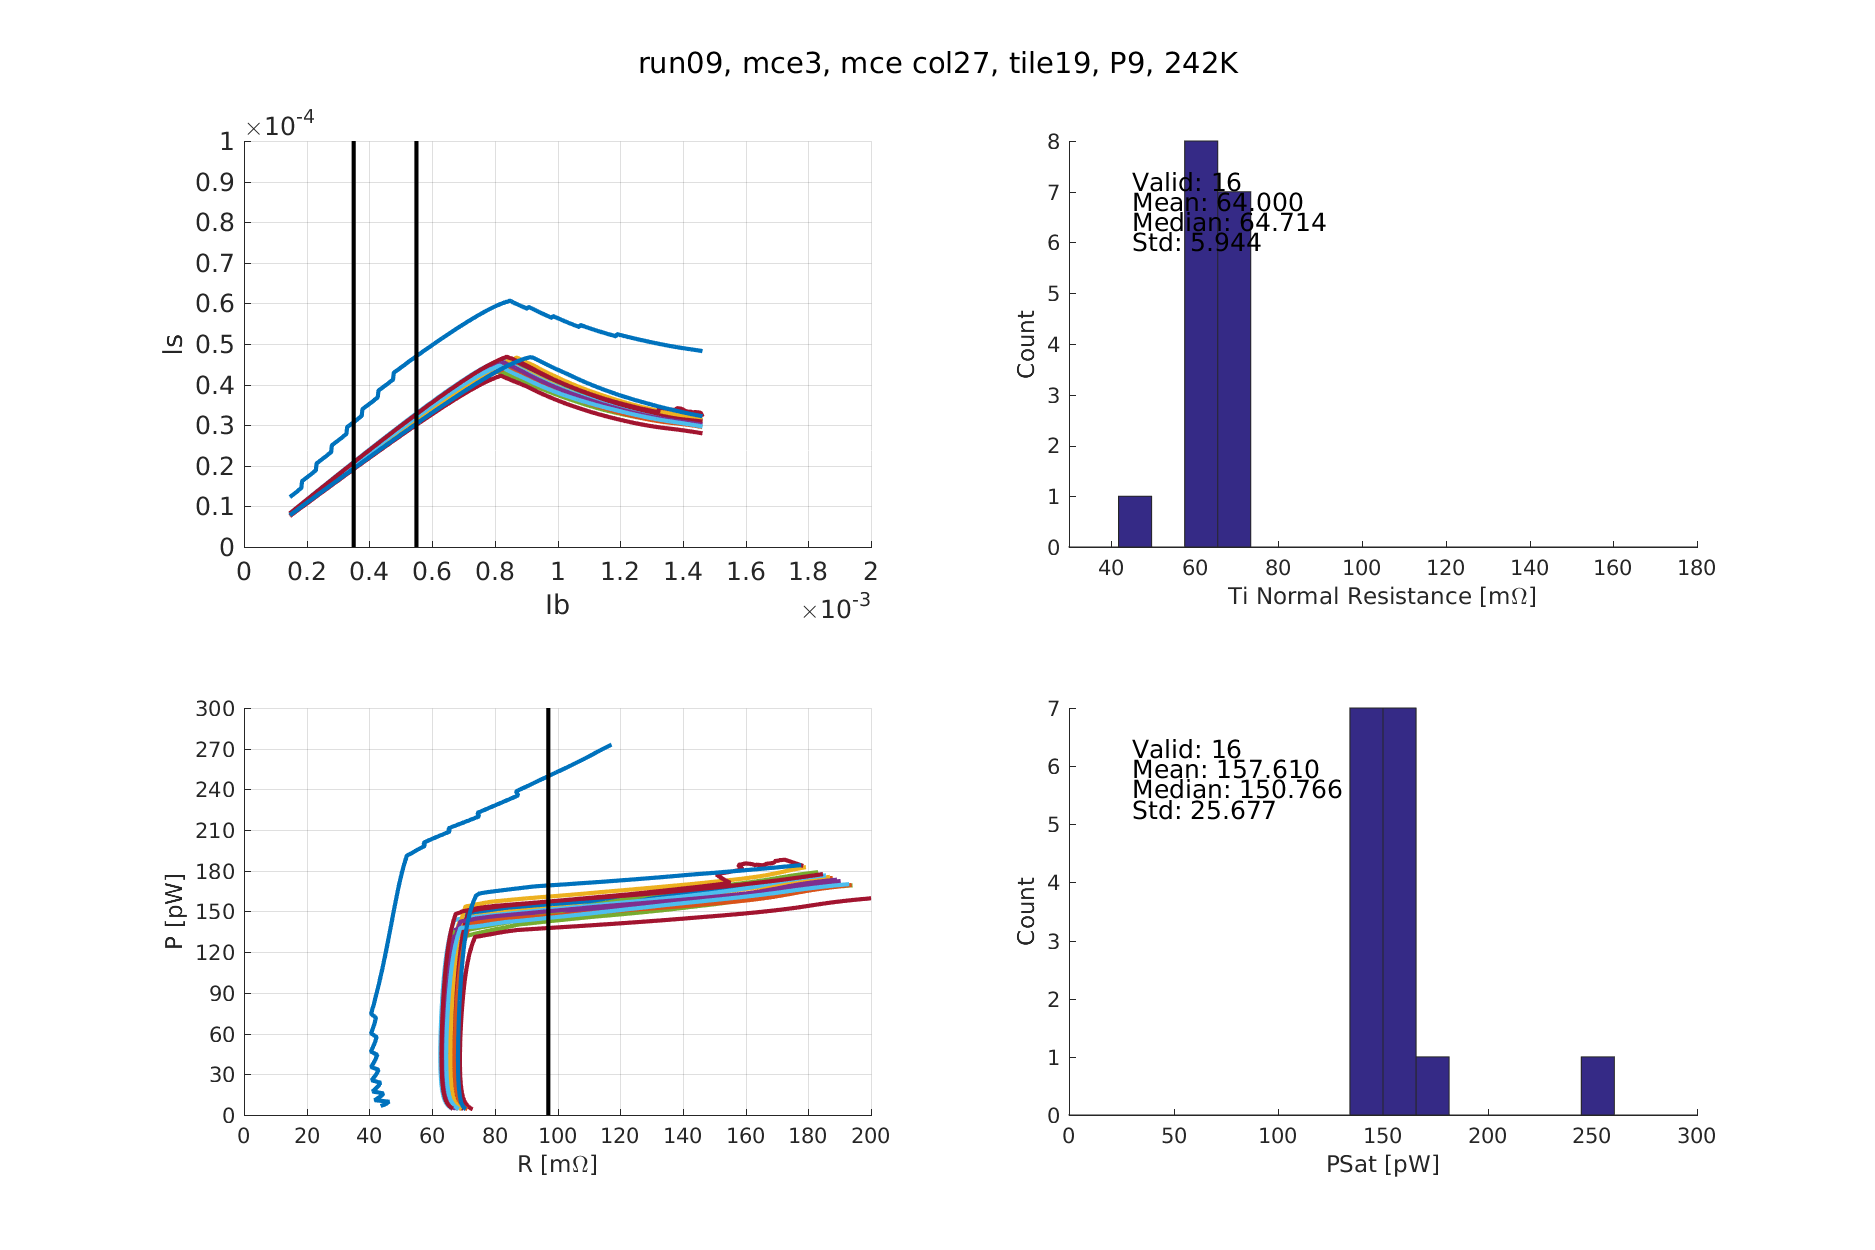 run09, mce3, mce col27, tile19, P9, 242K
×10⁻⁴
1
0.9
0.8
0.7
0.6
0.5
0.4
0.3
0.2
0.1
0
Is
0 0.2 0.4 0.6 0.8 1 1.2 1.4 1.6 1.8 2
Ib
×10⁻³
8
7
6
5
4
3
2
1
0
Count
Valid: 16
Mean: 64.000
Median: 64.714
Std: 5.944
40 60 80 100 120 140 160 180
Ti Normal Resistance [mΩ]
300
270
240
210
180
150
120
90
60
30
0
P [pW]
0 20 40 60 80 100 120 140 160 180 200
R [mΩ]
7
6
5
4
3
2
1
0
Count
Valid: 16
Mean: 157.610
Median: 150.766
Std: 25.677
0 50 100 150 200 250 300
PSat [pW]